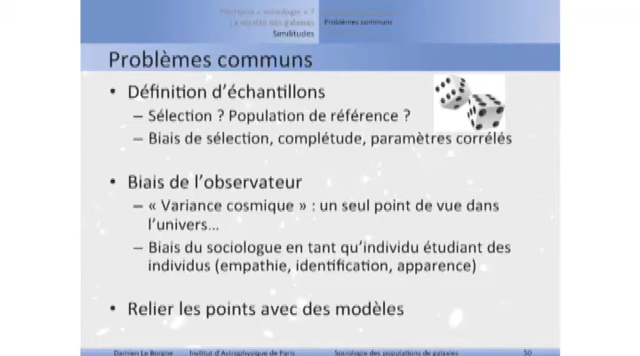 Pourquoi « sociologie » ?
La société des galaxies
Similitudes
Problèmes communs
Problèmes communs
• Définition d'échantillons
– Sélection ? Population de référence ?
– Biais de sélection, complétude, paramètres corrélés
• Biais de l'observateur
– « Variance cosmique » : un seul point de vue dans
l'univers…
– Biais du sociologue en tant qu'individu étudiant des
individus (empathie, identification, apparence)
• Relier les points avec des modèles
Damien Le Borgne Institut d'Astrophysique de Paris Sociologie des populations de galaxies 50